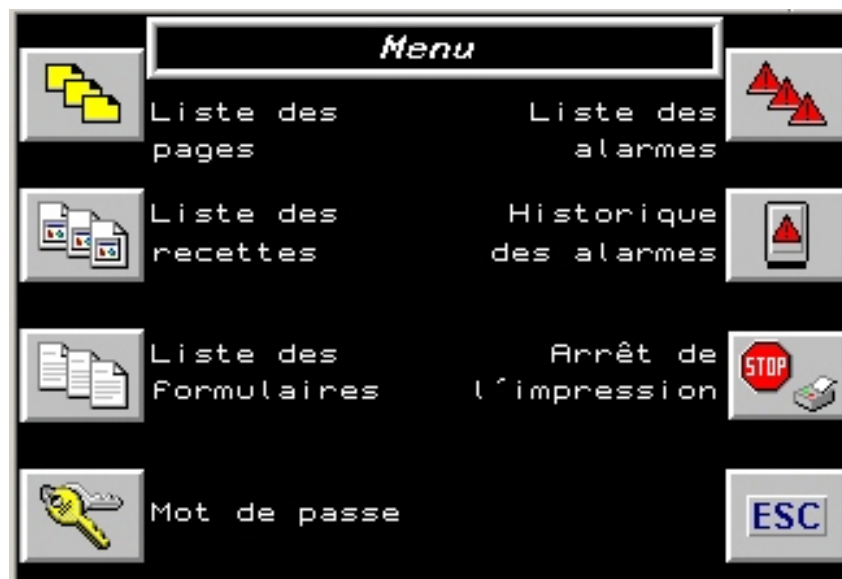 Menu
Liste des
pages
Liste des
alarmes
Liste des
recettes
Historique
des alarmes
Liste des
formulaires
Arrêt de
l´impression
STOP
Mot de passe
ESC